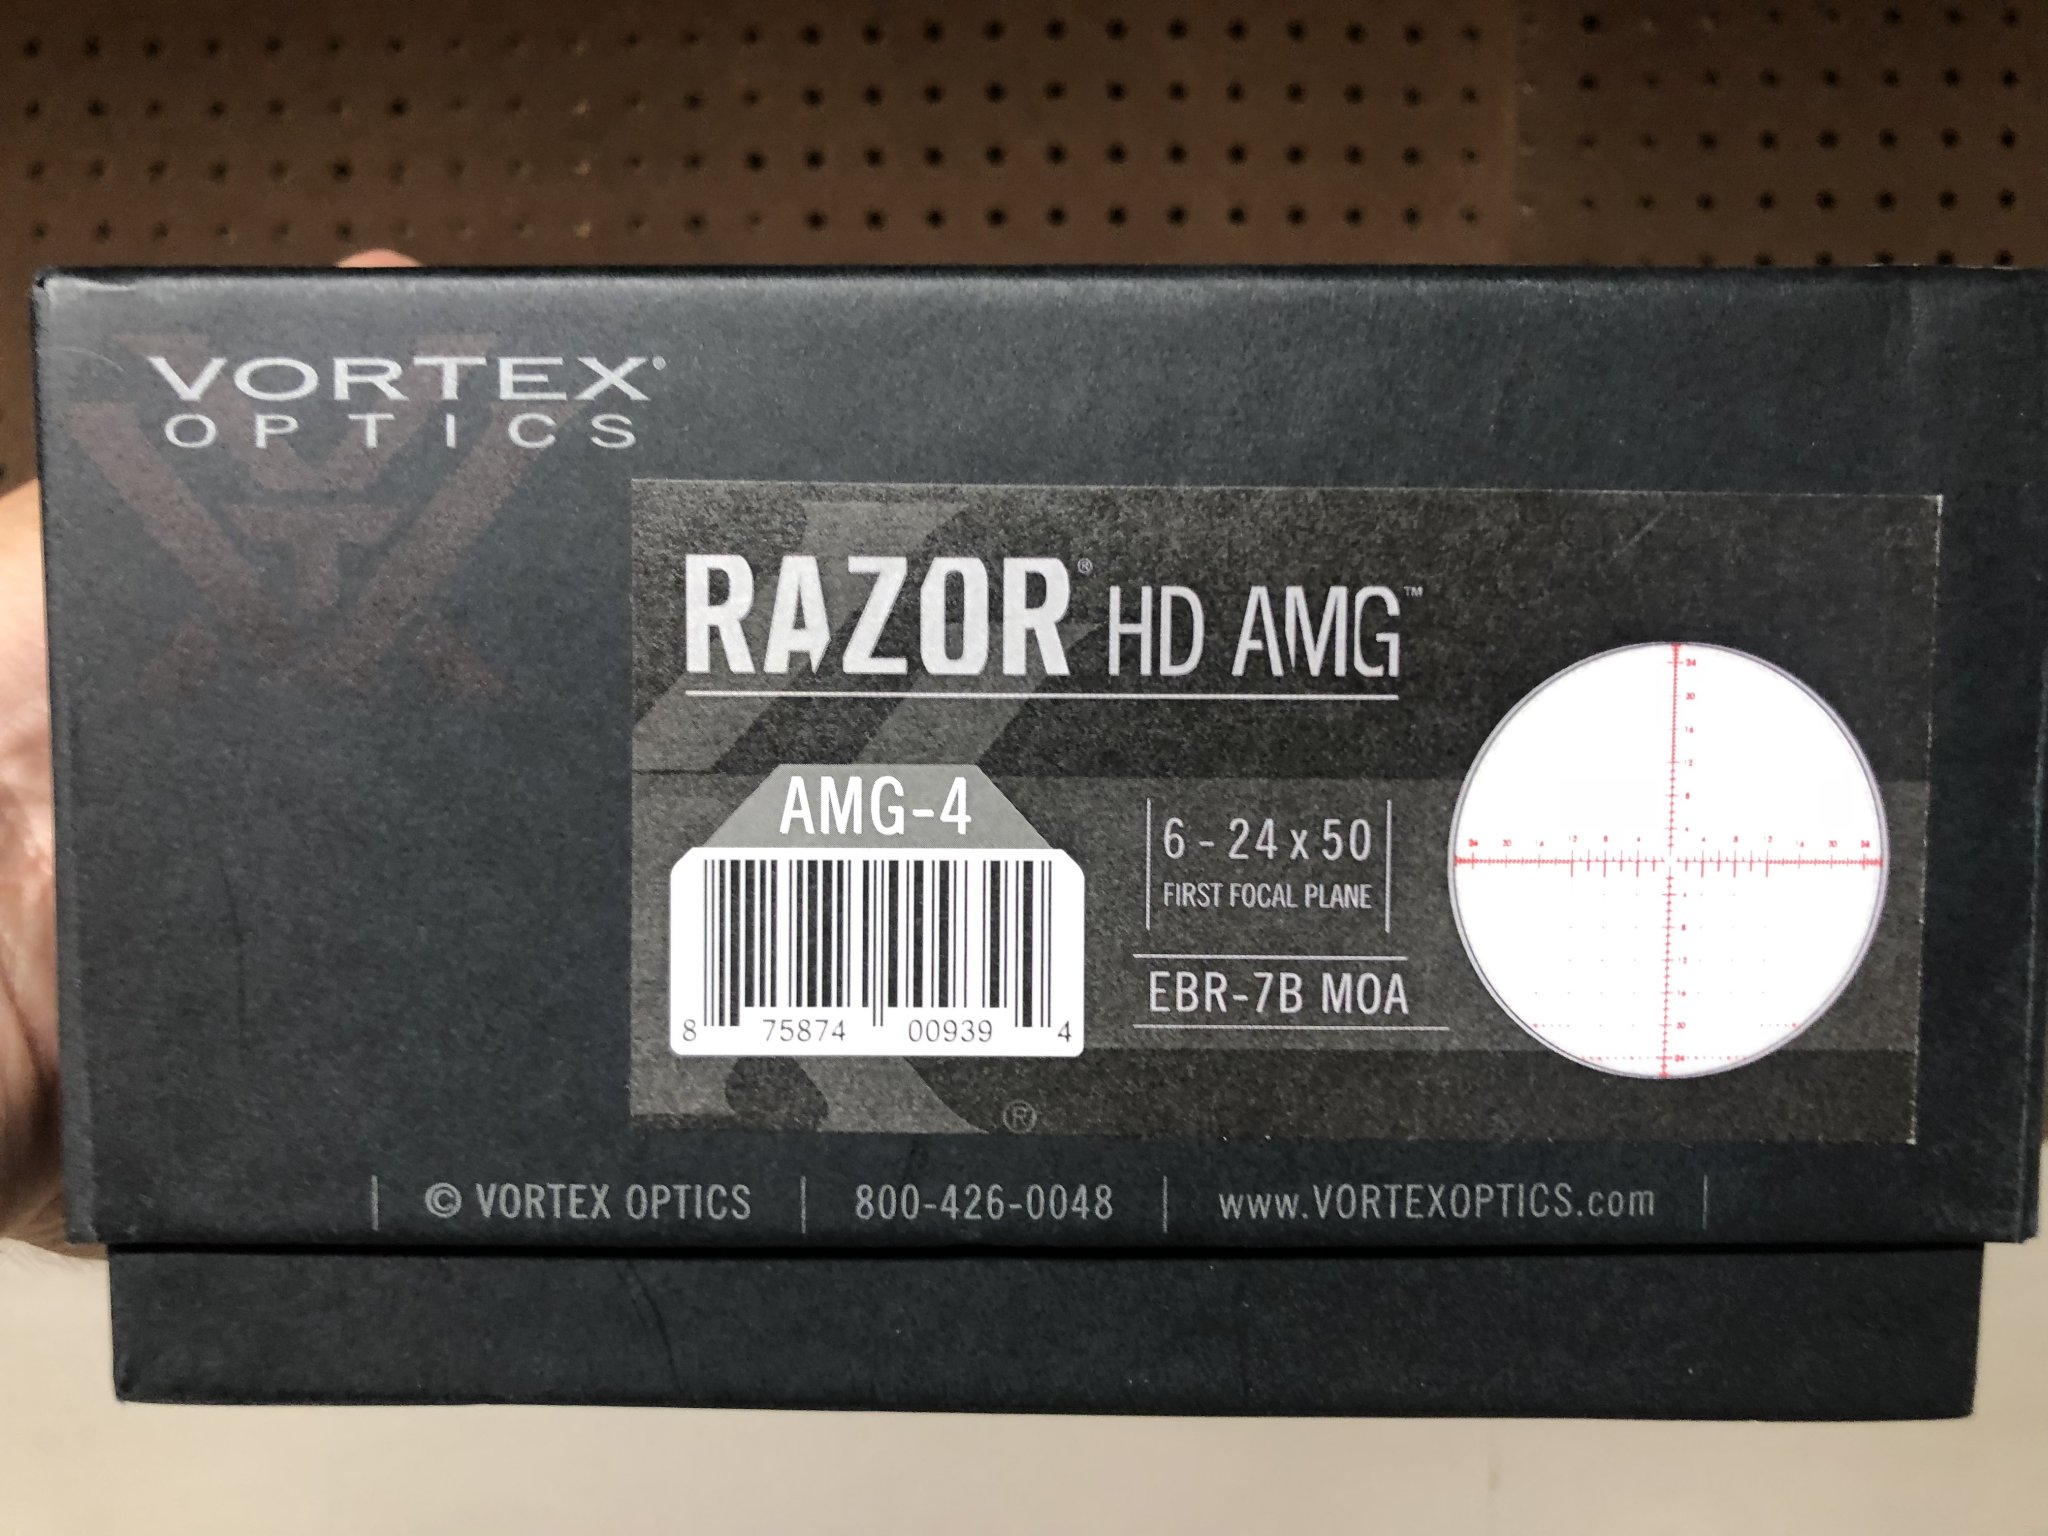 VORTEX®
OPTICS
RAZOR® HD AMG™
AMG-4
6 - 24 x 50
FIRST FOCAL PLANE
EBR-7B MOA
8 75874 00939 4
®
© VORTEX OPTICS | 800-426-0048 | www.VORTEXOPTICS.com